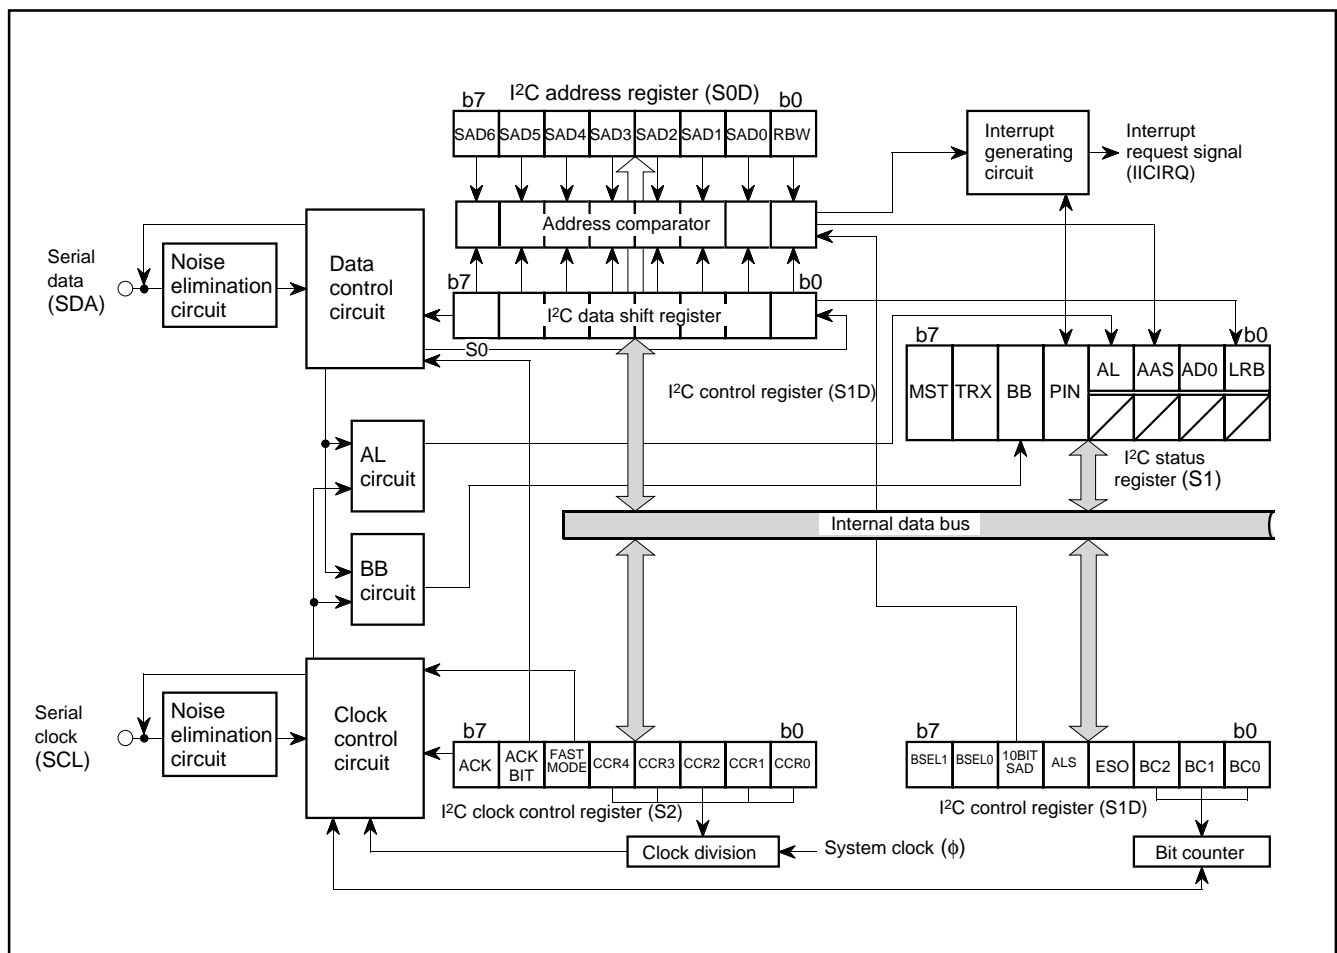 I²C address register (S0D)
b7
b0
SAD6 SAD5 SAD4 SAD3 SAD2 SAD1 SAD0 RBW
Interrupt
generating
circuit
Interrupt
request signal
(IICIRQ)
Address comparator
Serial
data
(SDA)
Noise
elimination
circuit
Data
control
circuit
b7
b0
I²C data shift register
S0
b7
b0
MST TRX BB PIN AL AAS AD0 LRB
I²C control register (S1D)
I²C status
register (S1)
AL
circuit
Internal data bus
BB
circuit
Serial
clock
(SCL)
Noise
elimination
circuit
Clock
control
circuit
b7
b0
ACK
ACK
BIT
FAST
MODE
CCR4 CCR3 CCR2 CCR1 CCR0
I²C clock control register (S2)
b7
b0
BSEL1 BSEL0
10BIT
SAD
ALS ESO BC2 BC1 BC0
I²C control register (S1D)
Clock division
System clock (ϕ)
Bit counter